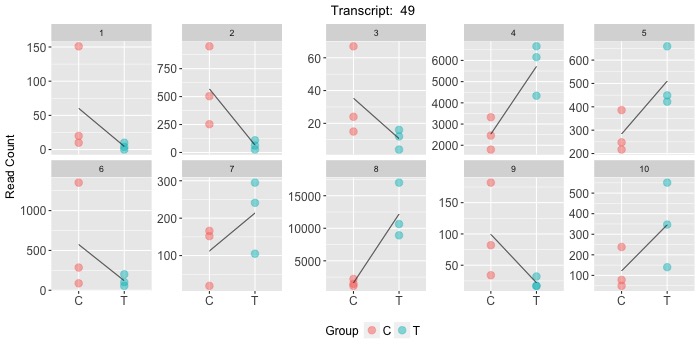 Transcript: 49
1 2 3 4 5
150 100 50 0
750 500 250 0
60 40 20
6000 5000 4000 3000 2000
600 500 400 300 200
Read Count
6 7 8 9 10
1000 500 0
300 200 100
15000 10000 5000
150 100 50
500 400 300 200 100
C T C T C T C T C T
Group C T